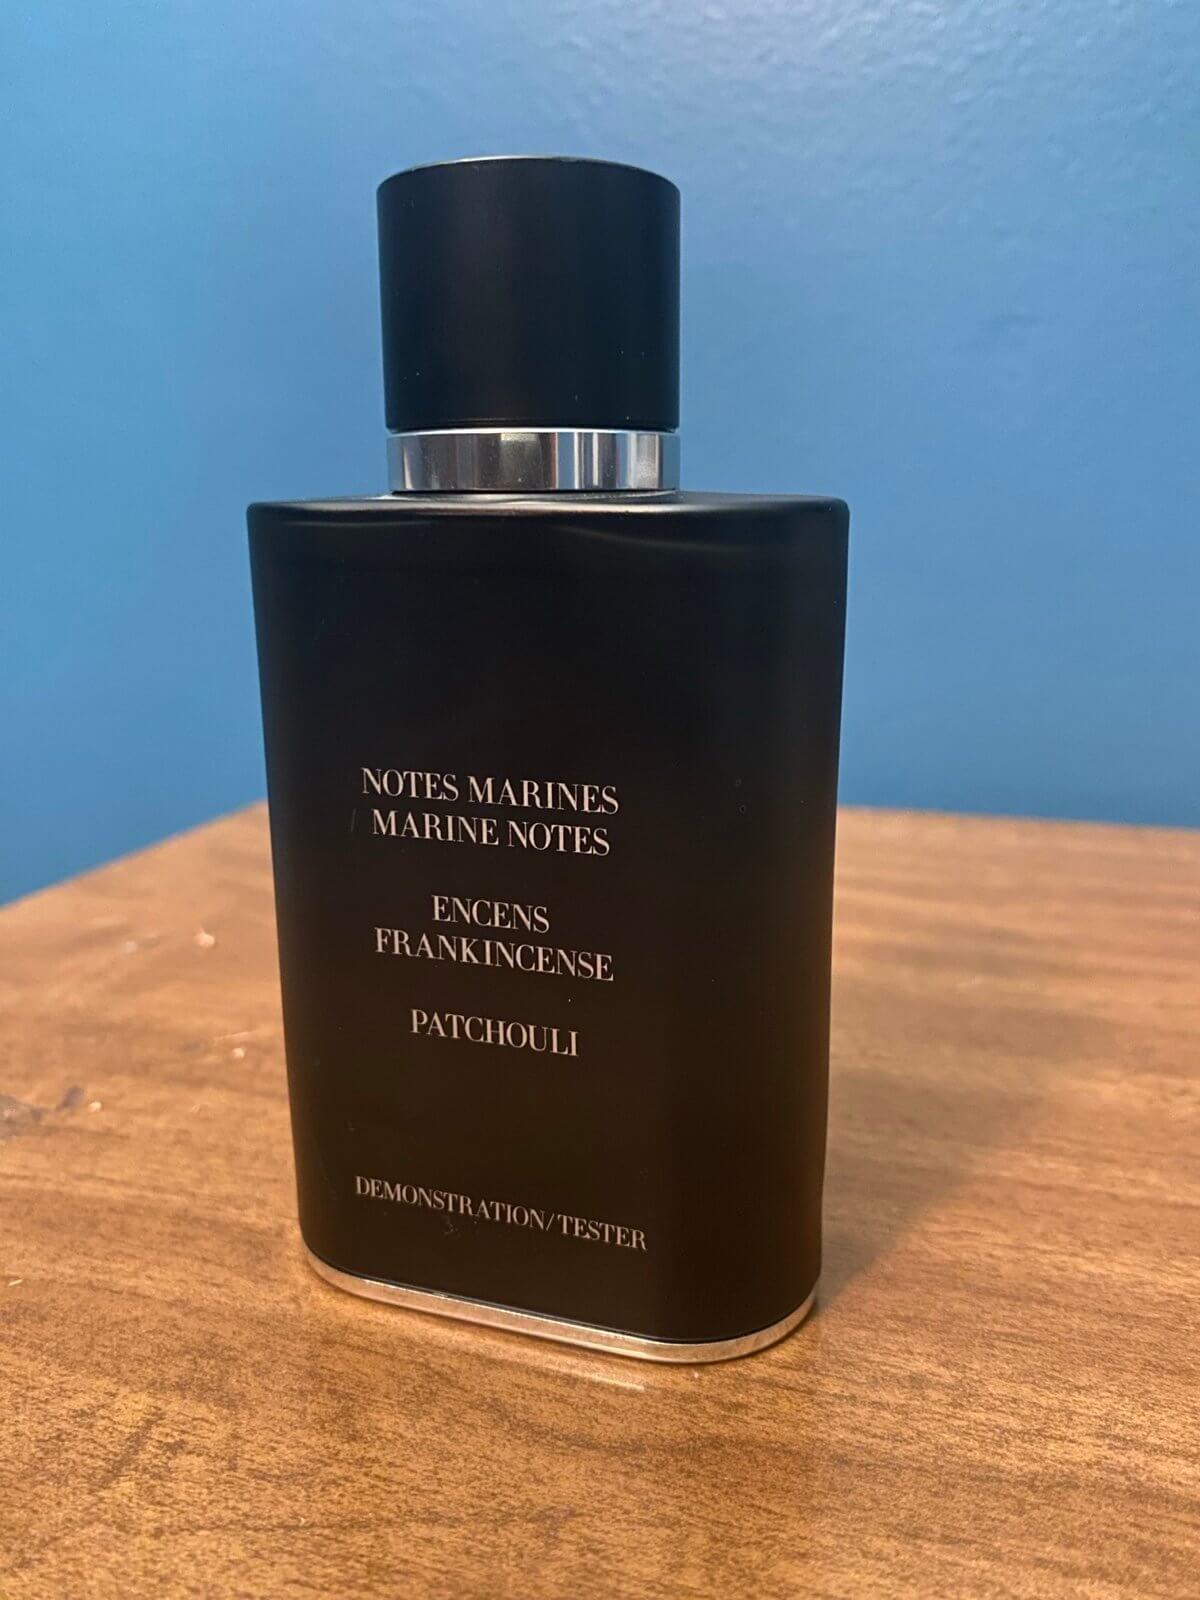 NOTES MARINES
MARINE NOTES
ENCENS
FRANKINCENSE
PATCHOULI
DEMONSTRATION/TESTER